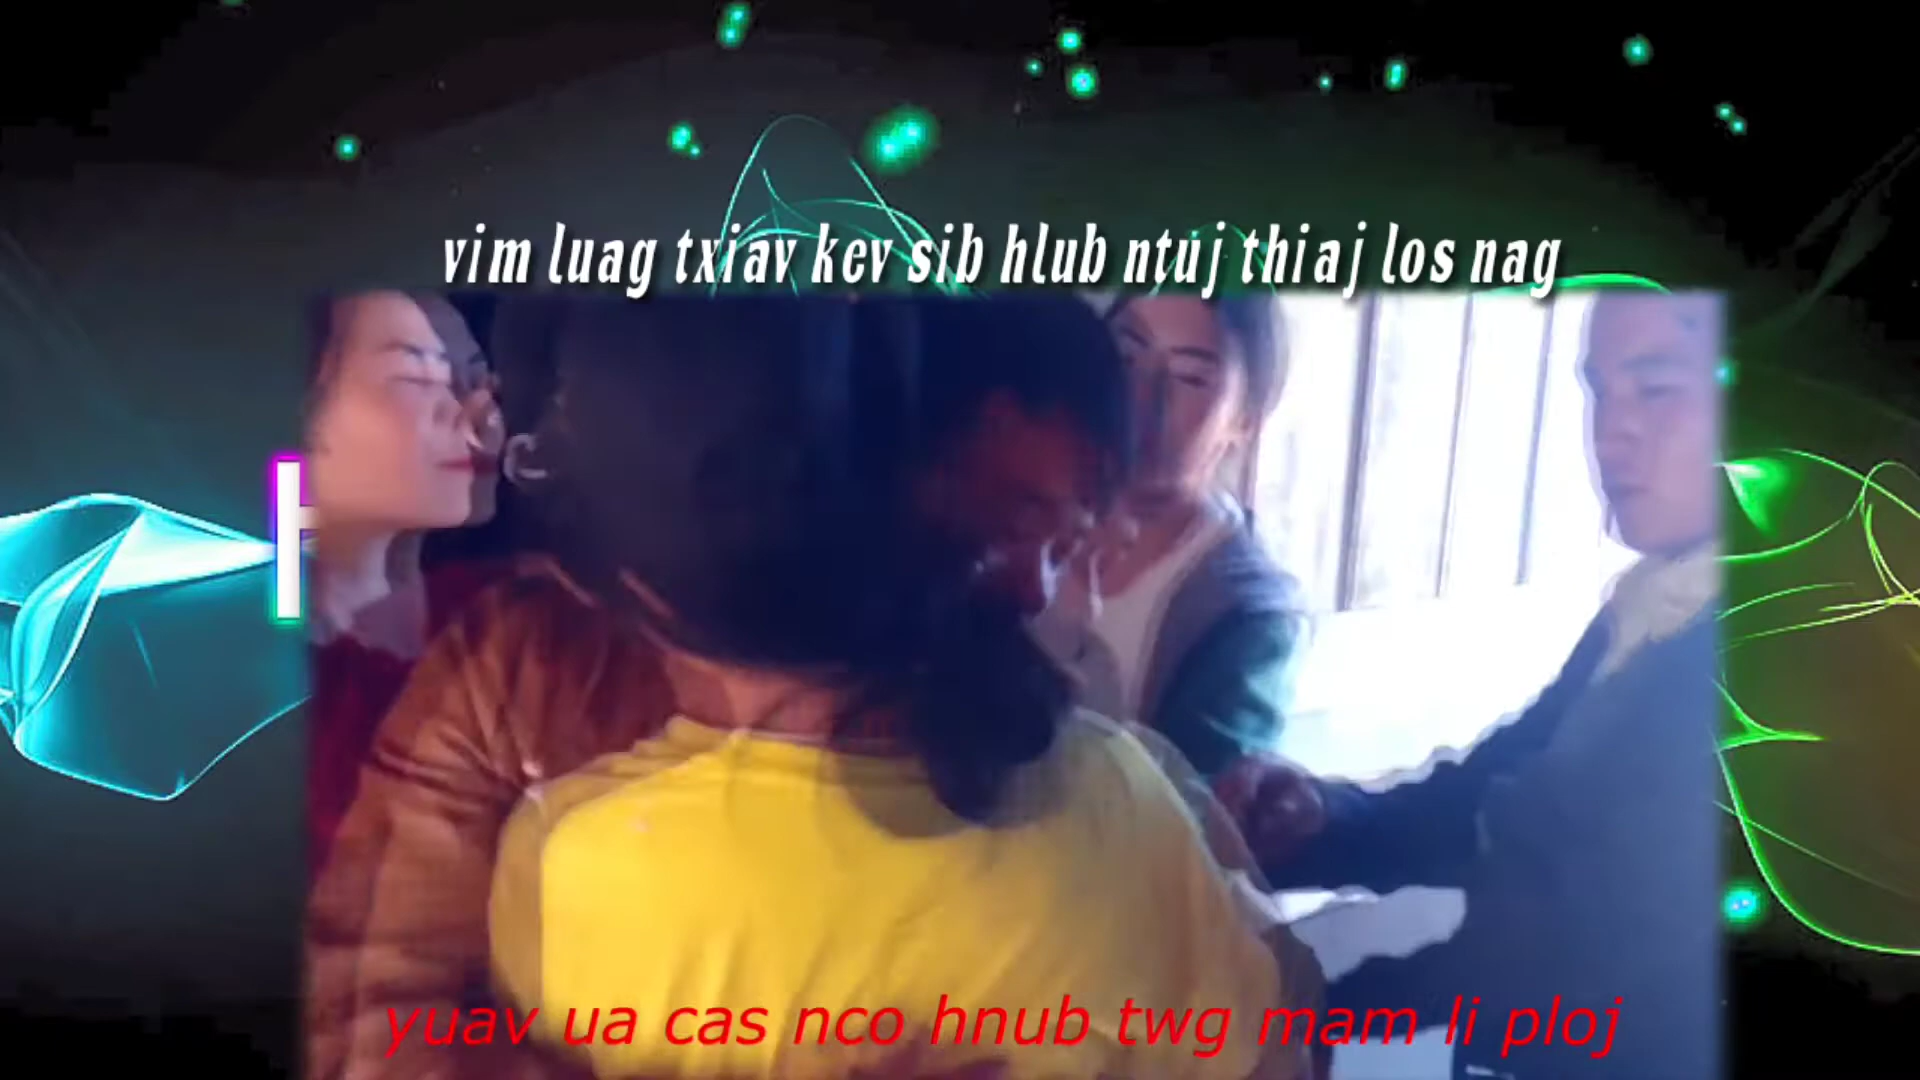 vim luag txiav kev sib hlub ntuj thiaj los nag
H
yuav ua cas nco hnub twg mam li ploj